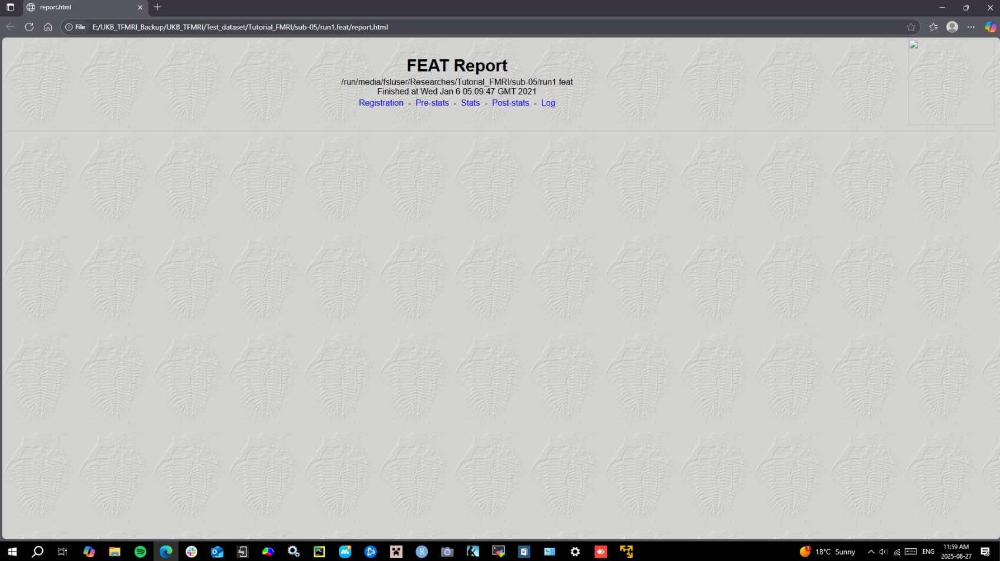 report.html
File E:/UKB_TFMRI_Backup/UKB_TFMRI/Test_dataset/Tutorial_FMRI/sub-05/run1.feat/report.html
FEAT Report
/run/media/fsluser/Researches/Tutorial_FMRI/sub-05/run1.feat
Finished at Wed Jan 6 05:09:47 GMT 2021
Registration - Pre-stats - Stats - Post-stats - Log
PC
R
1
18°C Sunny
ENG
11:59 AM
2025-08-27